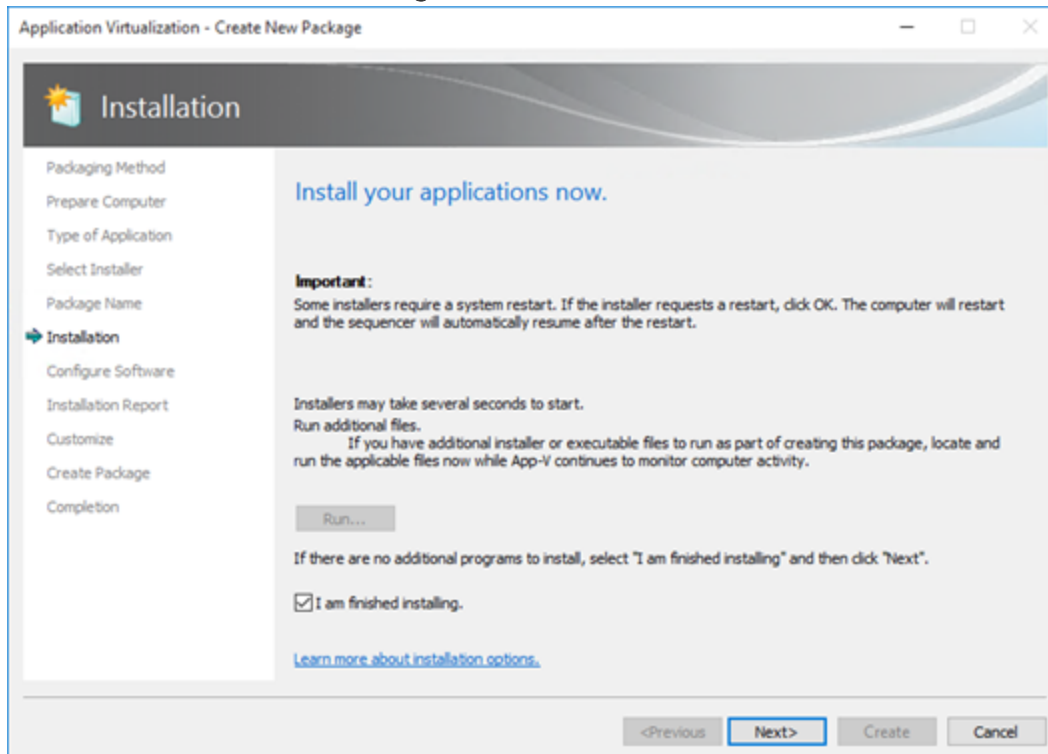 Application Virtualization - Create New Package
Installation
Packaging Method
Prepare Computer
Type of Application
Select Installer
Package Name
Installation
Configure Software
Installation Report
Customize
Create Package
Completion
Install your applications now.
Important:
Some installers require a system restart. If the installer requests a restart, click OK. The computer will restart
and the sequencer will automatically resume after the restart.
Installers may take several seconds to start.
Run additional files.
If you have additional installer or executable files to run as part of creating this package, locate and
run the applicable files now while App-V continues to monitor computer activity.
Run...
If there are no additional programs to install, select "I am finished installing" and then click "Next".
I am finished installing.
Learn more about installation options.
<Previous
Next>
Create
Cancel